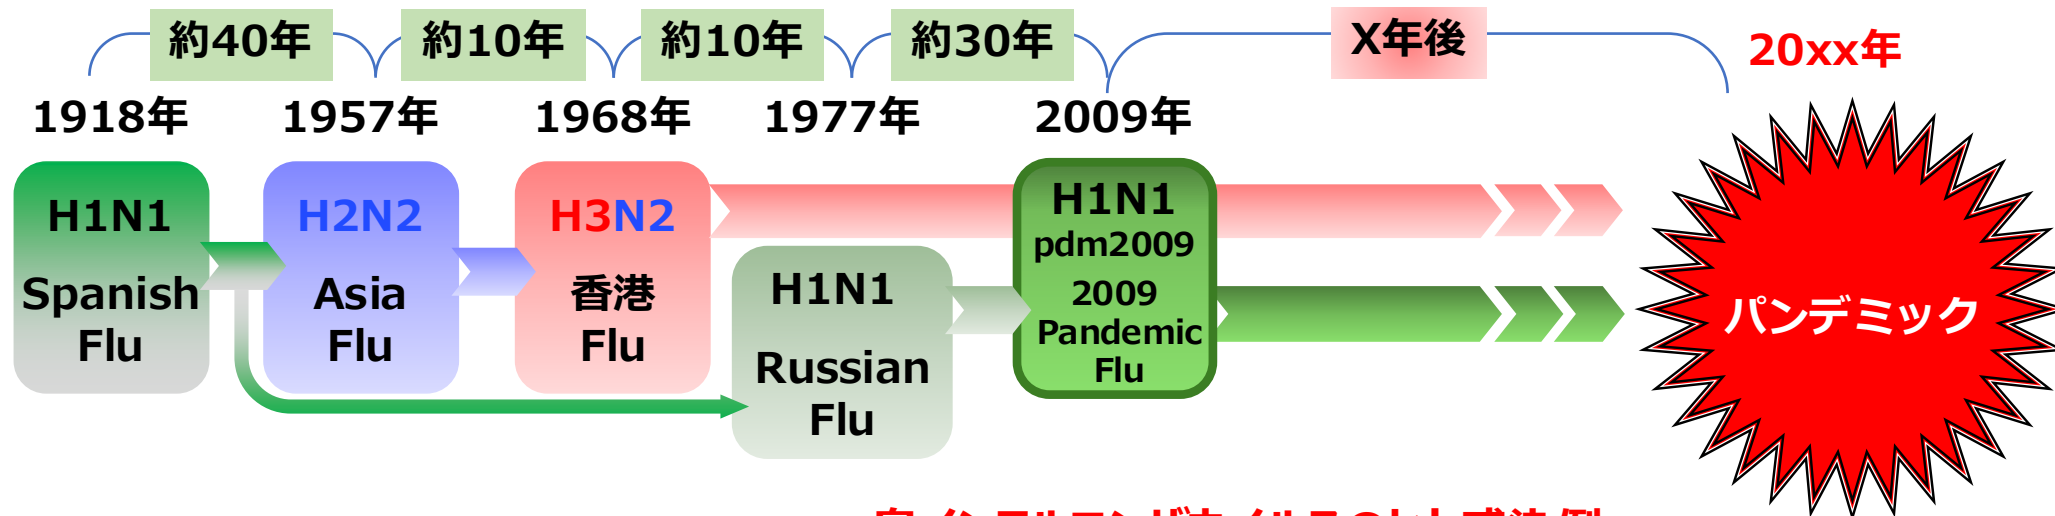 約40年
約10年
約10年
約30年
X年後
20xx年
1918年
1957年
1968年
1977年
2009年
H1N1
Spanish
Flu
H2N2
Asia
Flu
H3N2
香港
Flu
H1N1
Russian
Flu
H1N1
pdm2009
2009
Pandemic
Flu
パンデミック